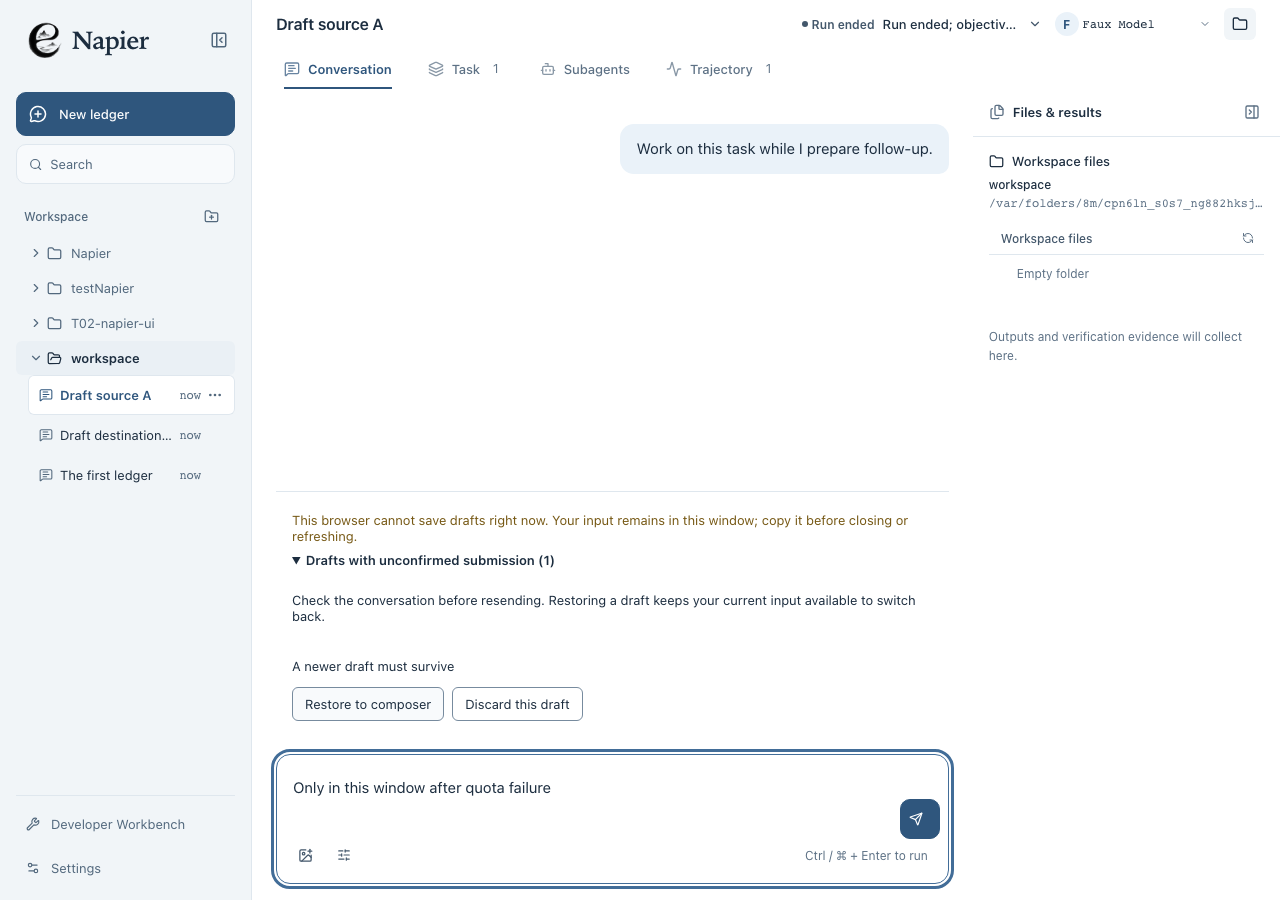 Napier
New ledger
Search
Workspace
Napier
testNapier
T02-napier-ui
workspace
Draft source A now
Draft destination... now
The first ledger now
Developer Workbench
Settings
Draft source A
Run ended Run ended; objectiv...
F Faux Model
Conversation
Task 1
Subagents
Trajectory 1
Work on this task while I prepare follow-up.
This browser cannot save drafts right now. Your input remains in this window; copy it before closing or
refreshing.
Drafts with unconfirmed submission (1)
Check the conversation before resending. Restoring a draft keeps your current input available to switch
back.
A newer draft must survive
Restore to composer
Discard this draft
Only in this window after quota failure
Ctrl / ⌘ + Enter to run
Files & results
Workspace files
workspace
/var/folders/8m/cpn6ln_s0s7_ng882hksj…
Workspace files
Empty folder
Outputs and verification evidence will collect
here.